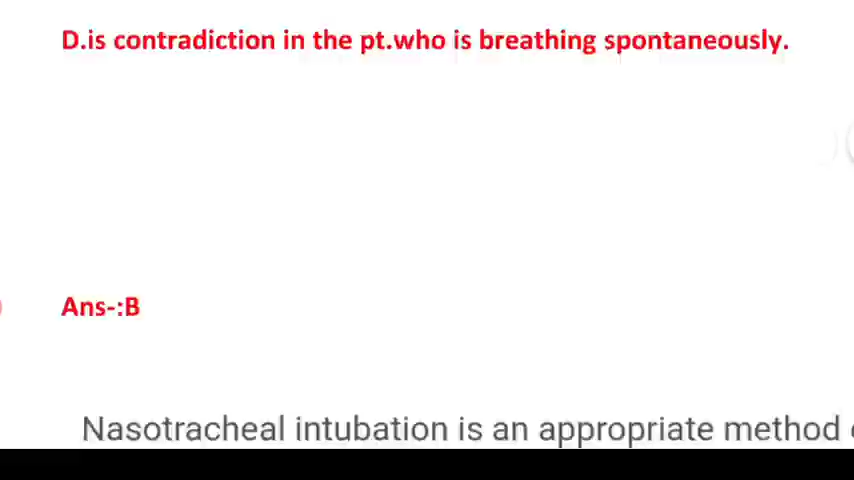 D.is contradiction in the pt.who is breathing spontaneously.
Ans-:B
Nasotracheal intubation is an appropriate method